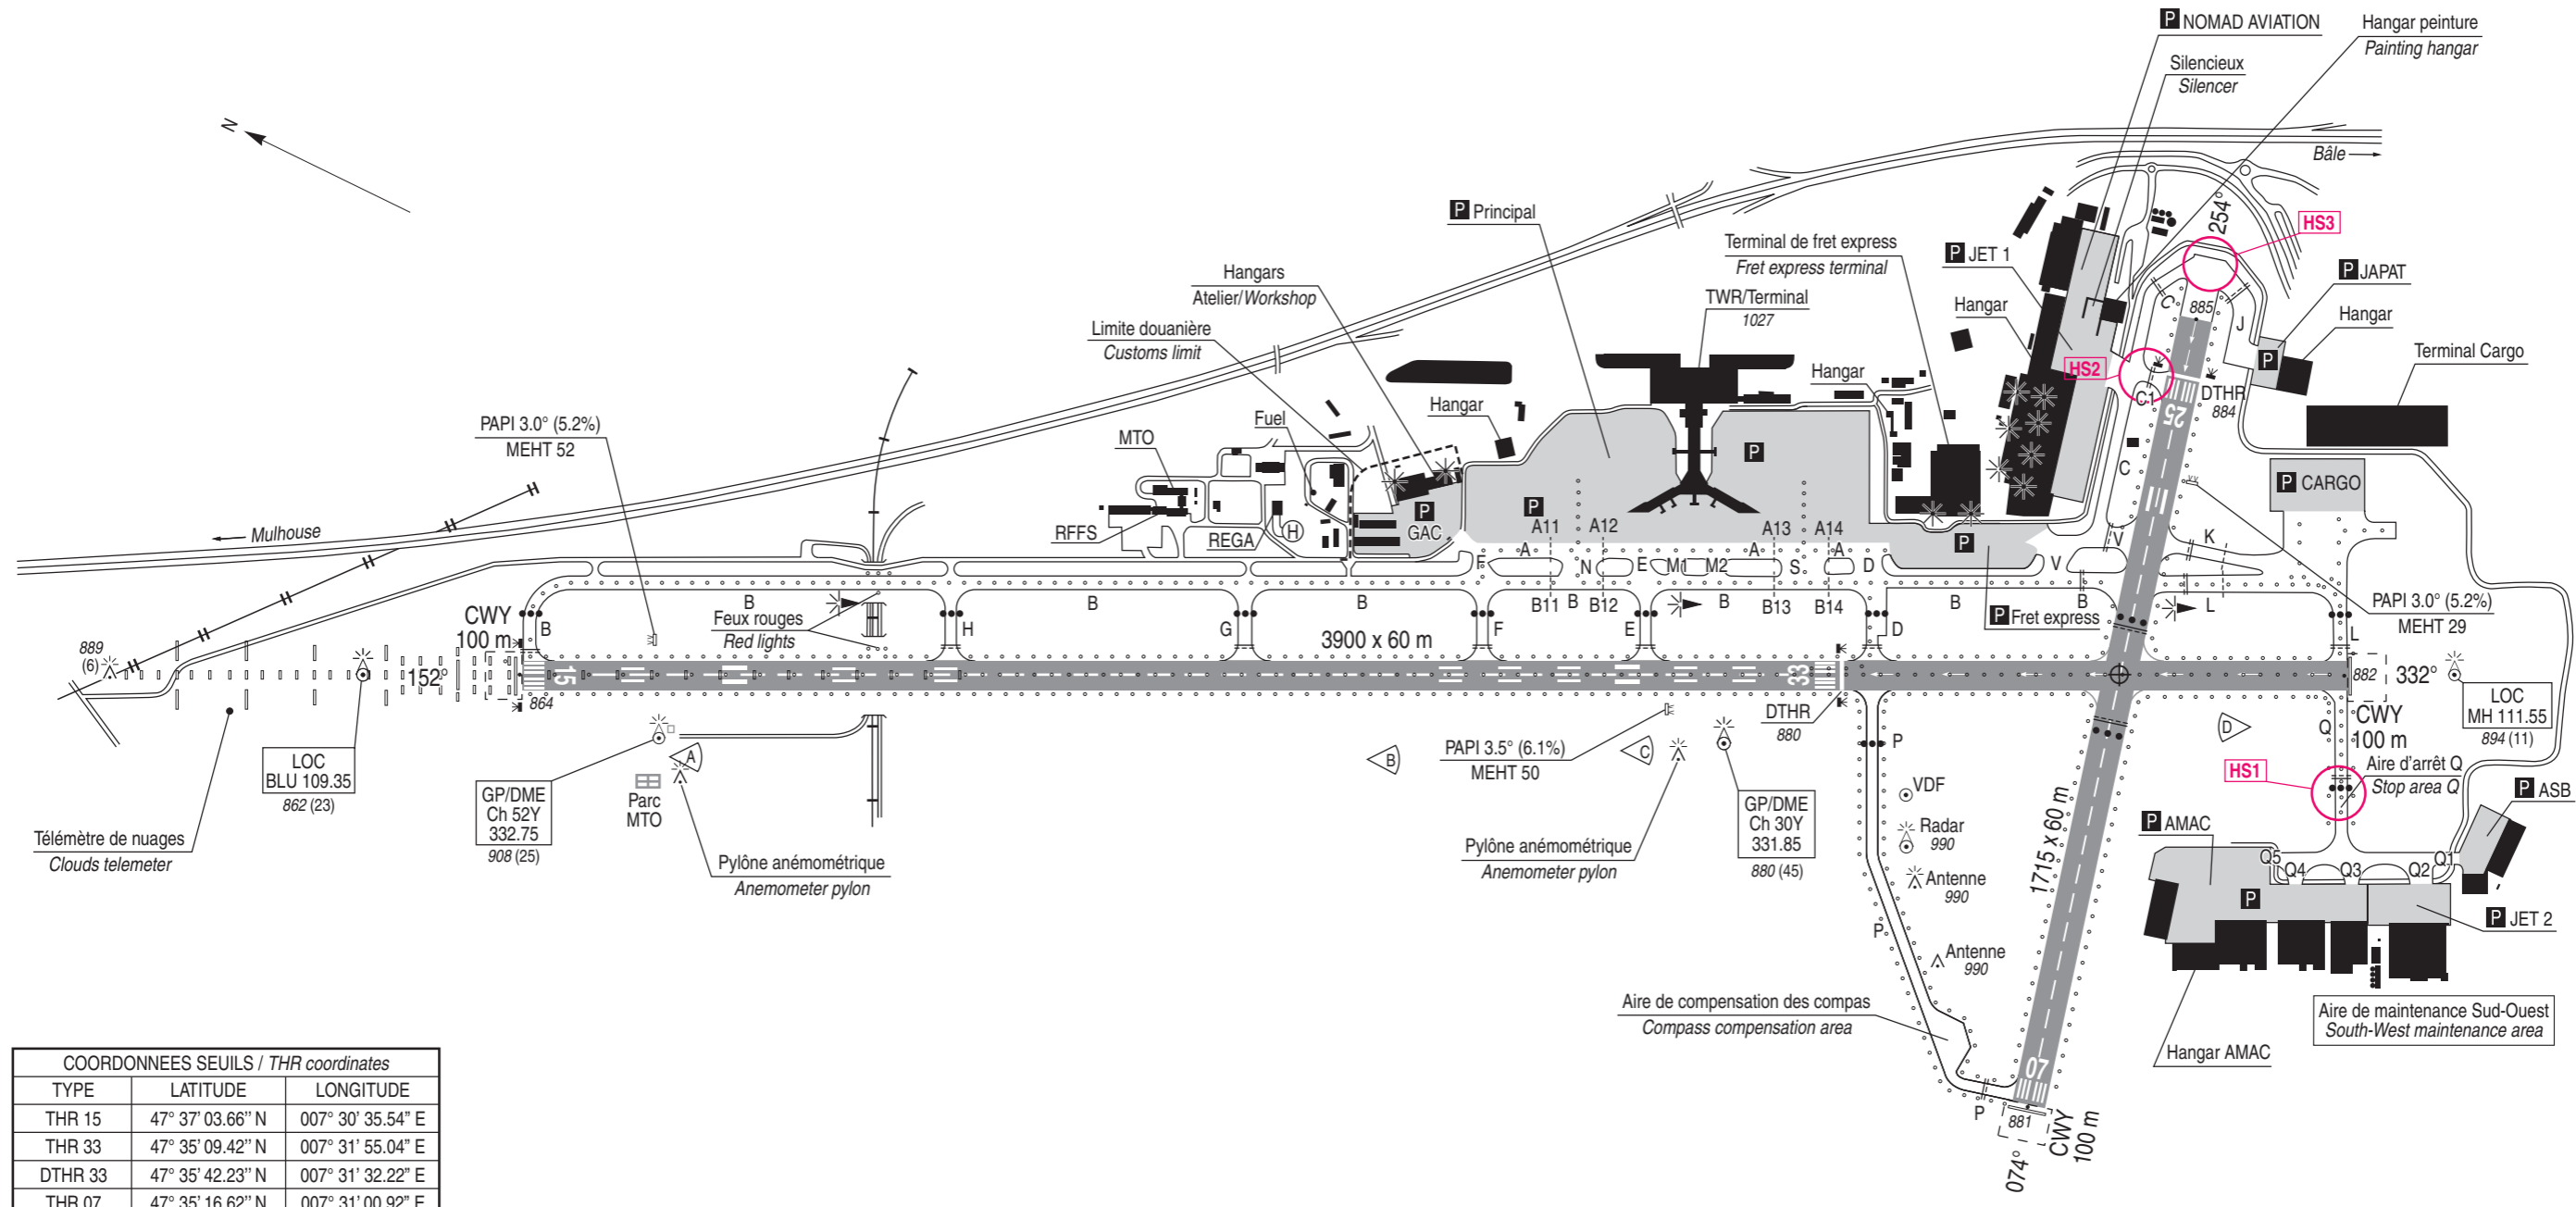 P NOMAD AVIATION
Hangar peinture
Painting hangar
Silencieux
Silencer
N
Bâle
254°
HS3
P Principal
Terminal de fret express
Fret express terminal
P JET 1
P JAPAT
Hangars
Atelier/Workshop
TWR/Terminal
1027
Hangar
C
885
J
Hangar
Limite douanière
Customs limit
Terminal Cargo
P
HS2
Hangar
DTHR
884
C1
25
PAPI 3.0° (5.2%)
MEHT 52
Fuel
Hangar
MTO
P
C
P CARGO
Mulhouse
RFFS
REGA
H
P
GAC
P
A11
A12
A13
A14
P
A
A
A
F
N
E
M1
M2
S
D
V
V
K
CWY
100 m
B
B
B
B
B11
B
B12
B
B13
B14
B
B
L
P Fret express
PAPI 3.0° (5.2%)
MEHT 29
Feux rouges
Red lights
H
G
F
E
D
L
3900 x 60 m
889
(6)
152°
15
864
33
882
332°
LOC
BLU 109.35
862 (23)
LOC
MH 111.55
894 (11)
DTHR
880
CWY
100 m
Q
A
B
C
D
PAPI 3.5° (6.1%)
MEHT 50
P
HS1
Aire d'arrêt Q
Stop area Q
P ASB
GP/DME
Ch 52Y
332.75
908 (25)
Parc
MTO
GP/DME
Ch 30Y
331.85
880 (45)
VDF
Radar
990
Antenne
990
Télémètre de nuages
Clouds telemeter
Pylône anémométrique
Anemometer pylon
Pylône anémométrique
Anemometer pylon
1715 x 60 m
P AMAC
Q5
Q4
Q3
Q2
Q1
P
P JET 2
P
Antenne
990
Aire de compensation des compas
Compass compensation area
Aire de maintenance Sud-Ouest
South-West maintenance area
Hangar AMAC
07
P
881
CWY
100 m
074°
COORDONNEES SEUILS / THR coordinates
TYPE LATITUDE LONGITUDE
THR 15 47° 37' 03.66'' N 007° 30' 35.54" E
THR 33 47° 35' 09.42'' N 007° 31' 55.04" E
DTHR 33 47° 35' 42.23'' N 007° 31' 32.22" E
THR 07 47° 35' 16.62'' N 007° 31' 00.92" E